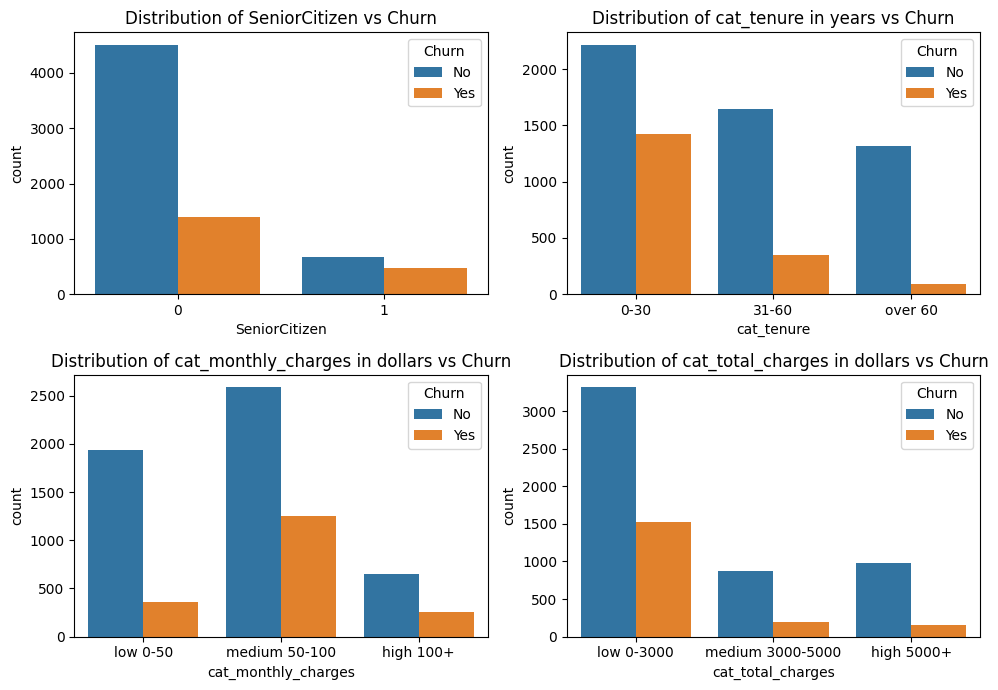 Distribution of SeniorCitizen vs Churn
4000
3000
2000
1000
0
count
Churn
No
Yes
0 1
SeniorCitizen
Distribution of cat_tenure in years vs Churn
2000
1500
1000
500
0
count
Churn
No
Yes
0-30 31-60 over 60
cat_tenure
Distribution of cat_monthly_charges in dollars vs Churn
2500
2000
1500
1000
500
0
count
Churn
No
Yes
low 0-50 medium 50-100 high 100+
cat_monthly_charges
Distribution of cat_total_charges in dollars vs Churn
3000
2500
2000
1500
1000
500
0
count
Churn
No
Yes
low 0-3000 medium 3000-5000 high 5000+
cat_total_charges